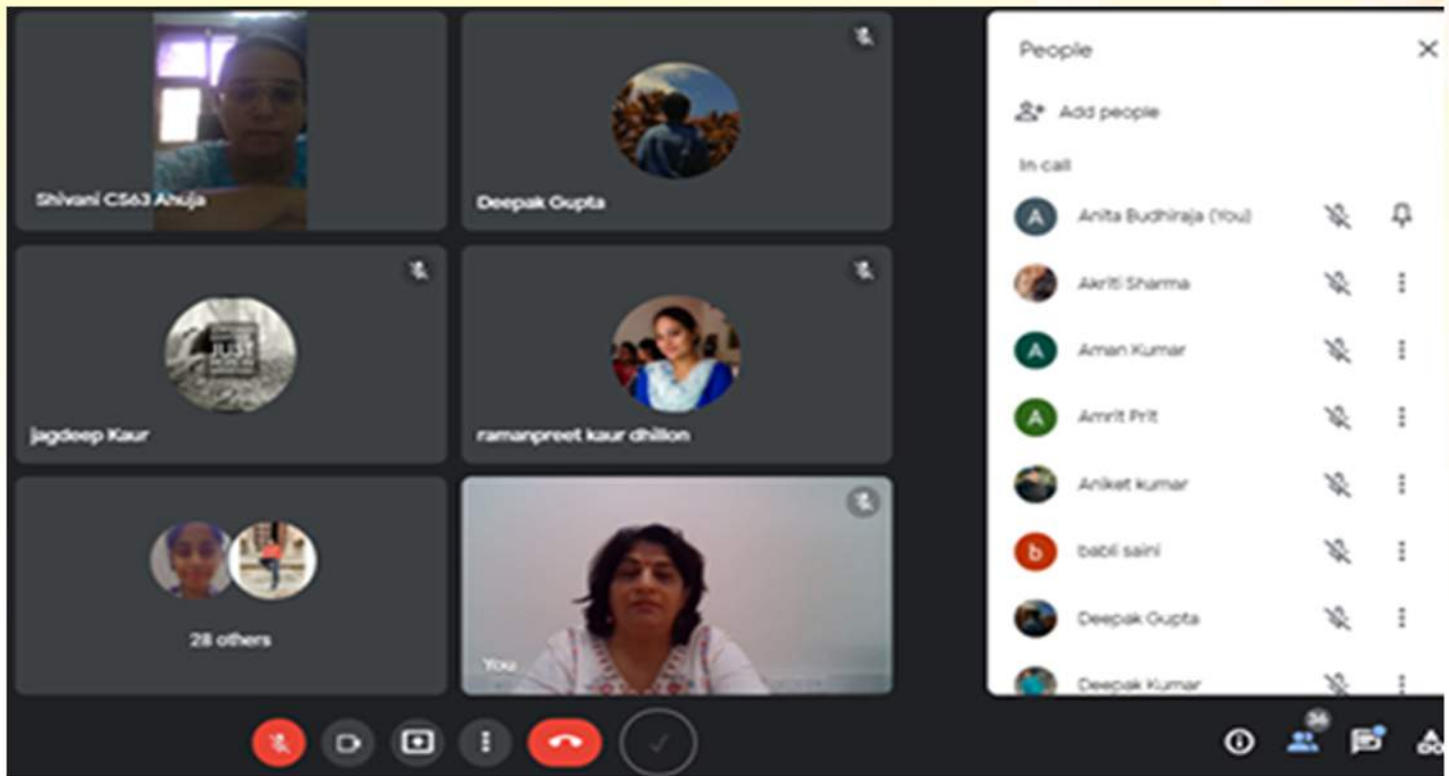 Shivani CS63 Ahuja
Deepak Gupta
jagdeep Kaur
JUST
ramanpreet kaur dhillon
28 others
You
People
Add people
In call
A Anita Budhiraja (You)
Akriti Sharma
A Aman Kumar
A Amrit Prit
Aniket kumar
b babli saini
Deepak Gupta
Deepak Kumar
36